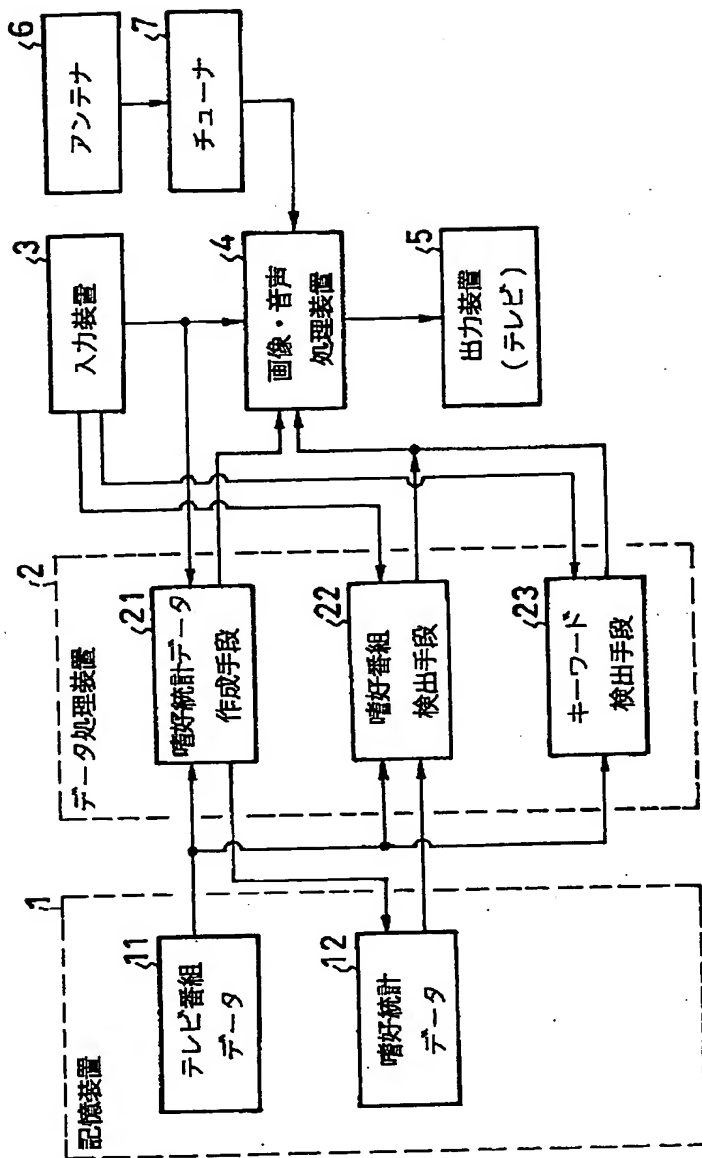 記憶装置
1
テレビ番組
データ
11
嗜好統計
データ
12
データ処理装置
2
嗜好統計データ
作成手段
21
嗜好番組
検出手段
22
キーワード
検出手段
23
入力装置
3
画像・音声
処理装置
4
出力装置
(テレビ)
5
アンテナ
6
チューナ
7